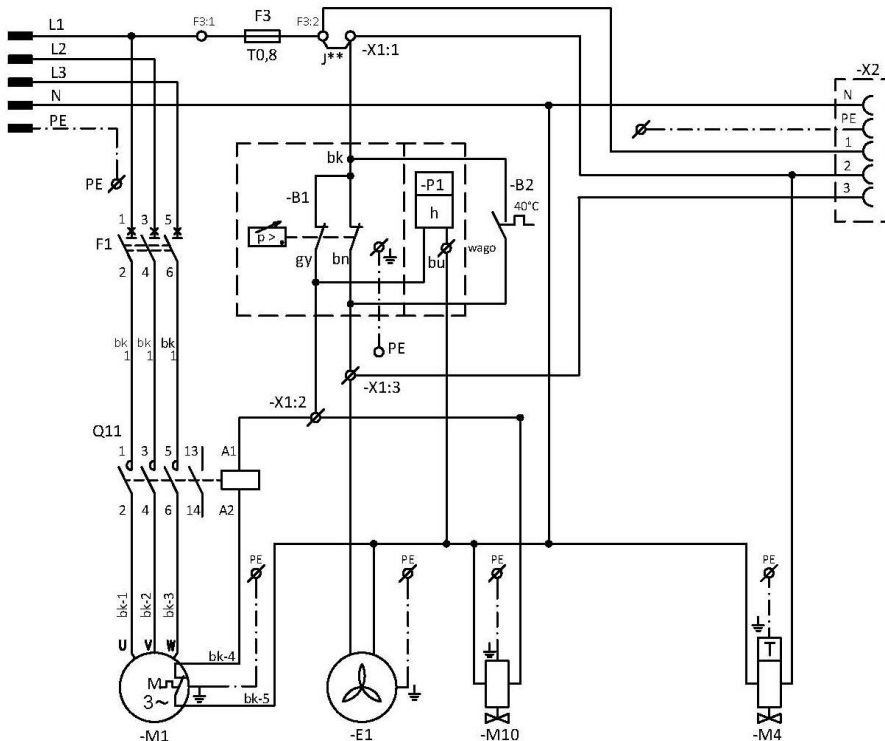 L1 F3:1 F3 F3:2
T0,8 J** -X1:1
L2
L3
N
PE
-X2
N
PE
1
2
3
PE
bk
-B1 -P1 -B2
h 40°C
p >
wago
gy bn bu
1 3 5
F1
2 4 6
PE
bk 1 bk 1 bk 1
-X1:3
-X1:2
Q11
1 3 5 13 A1
2 4 6 14 A2
PE PE PE PE
bk-1 bk-2 bk-3
U V W
bk-4
M
3~
bk-5
T
-M1 -E1 -M10 -M4